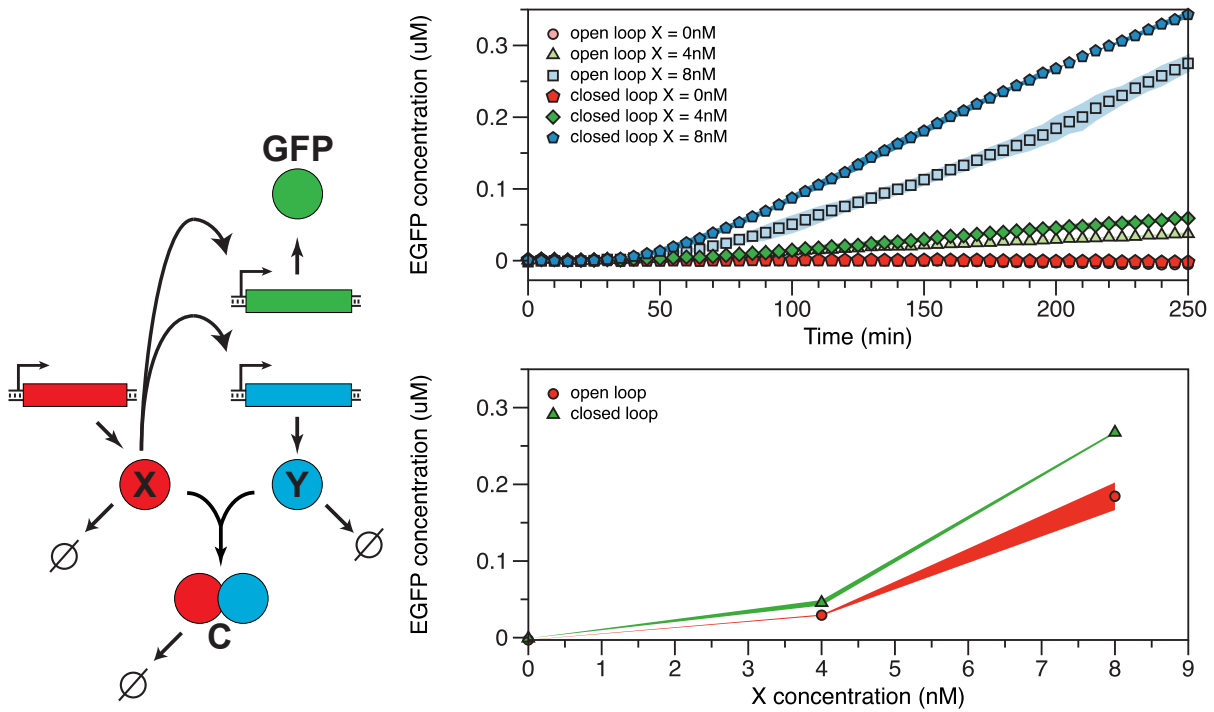 GFP
X
Y
C
EGFP concentration (uM)
0.3
0.2
0.1
0
open loop X = 0nM
open loop X = 4nM
open loop X = 8nM
closed loop X = 0nM
closed loop X = 4nM
closed loop X = 8nM
0 50 100 150 200 250
Time (min)
EGFP concentration (uM)
0.3
0.2
0.1
0
open loop
closed loop
0 1 2 3 4 5 6 7 8 9
X concentration (nM)